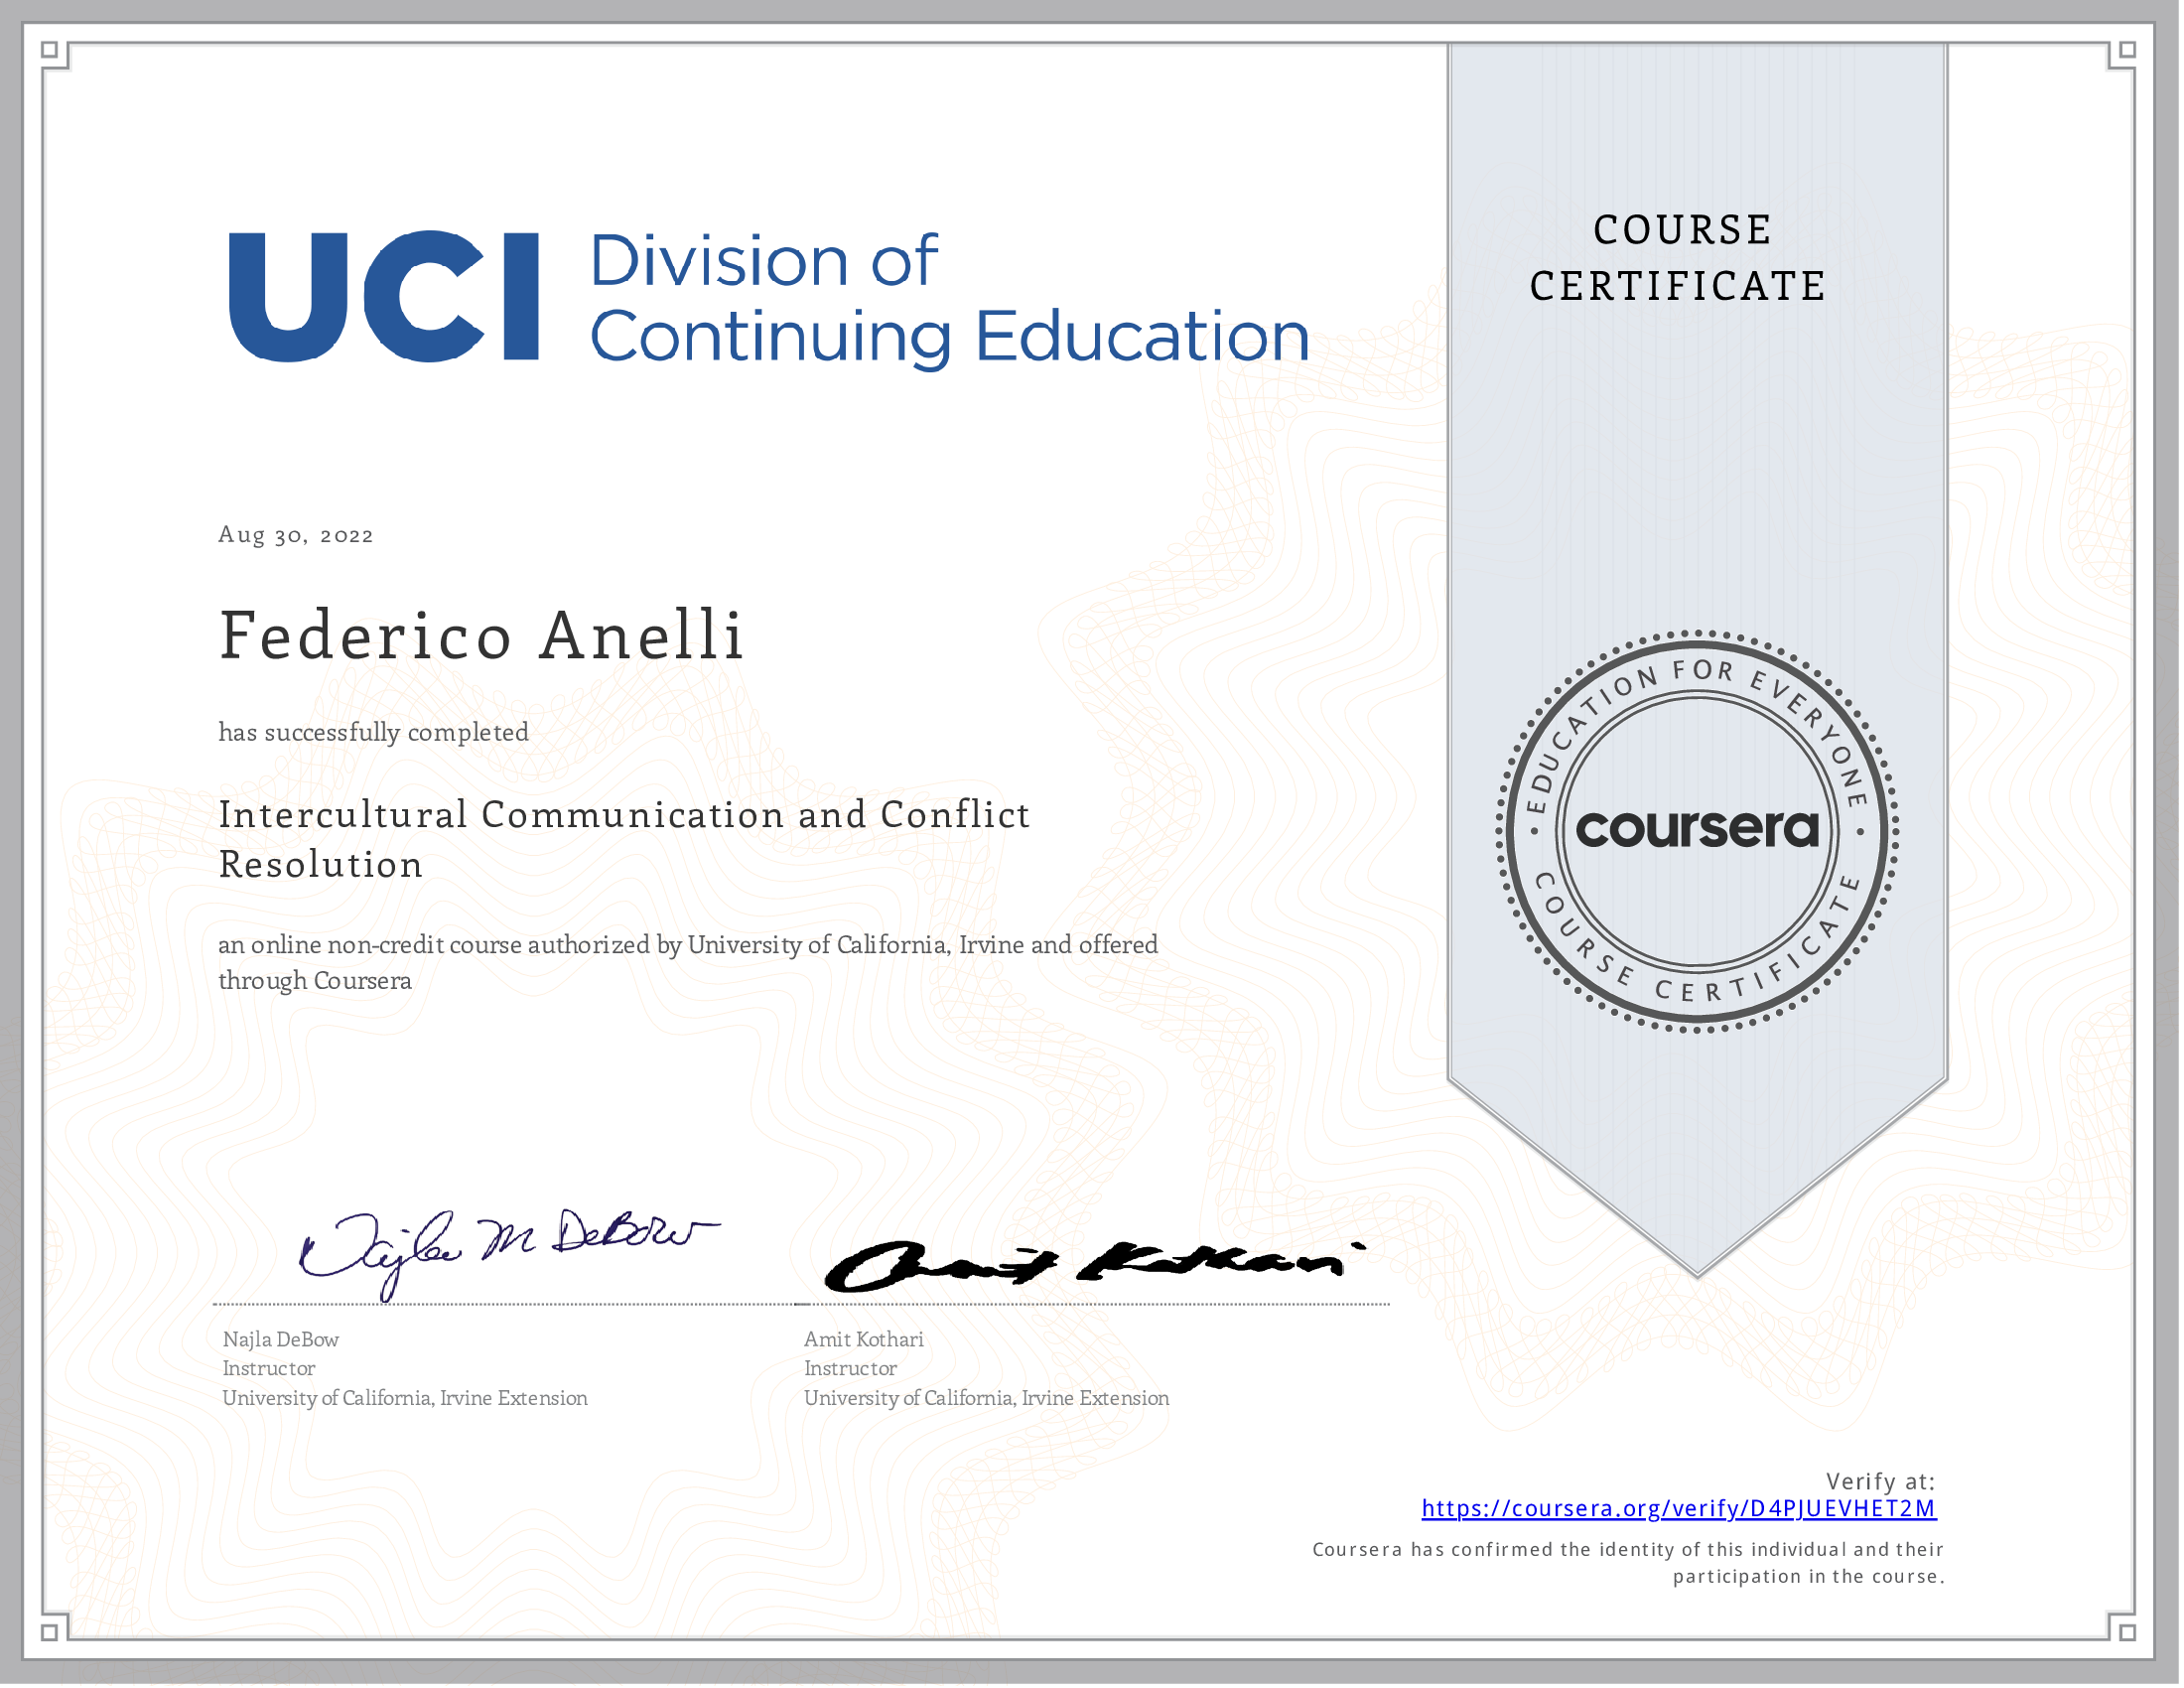 UCI Division of
Continuing Education
COURSE
CERTIFICATE
Aug 30, 2022
Federico Anelli
has successfully completed
Intercultural Communication and Conflict
Resolution
an online non-credit course authorized by University of California, Irvine and offered
through Coursera
EDUCATION FOR EVERYONE
coursera
COURSE CERTIFICATE
Najla M DeBow
Amit Kothari
Najla DeBow
Instructor
University of California, Irvine Extension
Amit Kothari
Instructor
University of California, Irvine Extension
Verify at:
https://coursera.org/verify/D4PJUEVHET2M
Coursera has confirmed the identity of this individual and their
participation in the course.